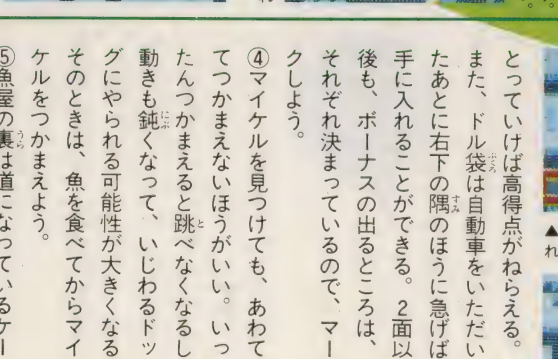 とっていけば高得点がねらえる。
また、ドル袋は自動車をいただい
たあとに右下の隅のほうに急げば
手に入れることができる。2面以
後も、ボーナスの出るところは、
それぞれ決まっているので、マー
クしよう。
④マイケルを見つけても、あわて
てつかまえないほうがいい。いっ
たんつかまえると跳べなくなるし
動きも鈍くなって、いじわるドッ
グにやられる可能性が大きくなる
そのときは、魚を食べてからマイ
ケルをつかまえよう。
⑤魚屋の裏は道になっているケー